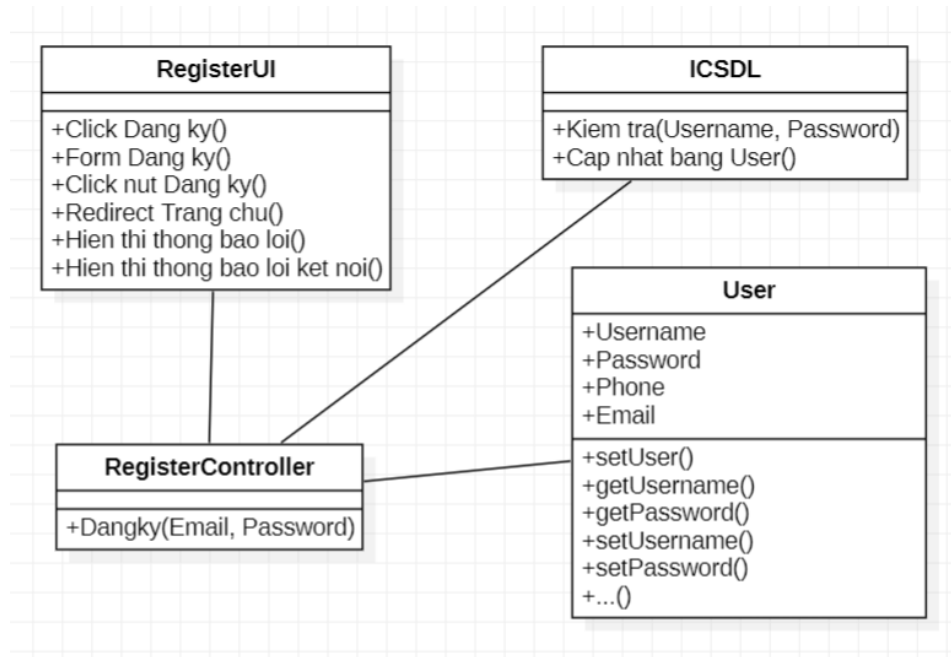 RegisterUI
+Click Dang ky()
+Form Dang ky()
+Click nut Dang ky()
+Redirect Trang chu()
+Hien thi thong bao loi()
+Hien thi thong bao loi ket noi()
ICSDL
+Kiem tra(Username, Password)
+Cap nhat bang User()
User
+Username
+Password
+Phone
+Email
+setUser()
+getUsername()
+getPassword()
+setUsername()
+setPassword()
+...()
RegisterController
+Dangky(Email, Password)